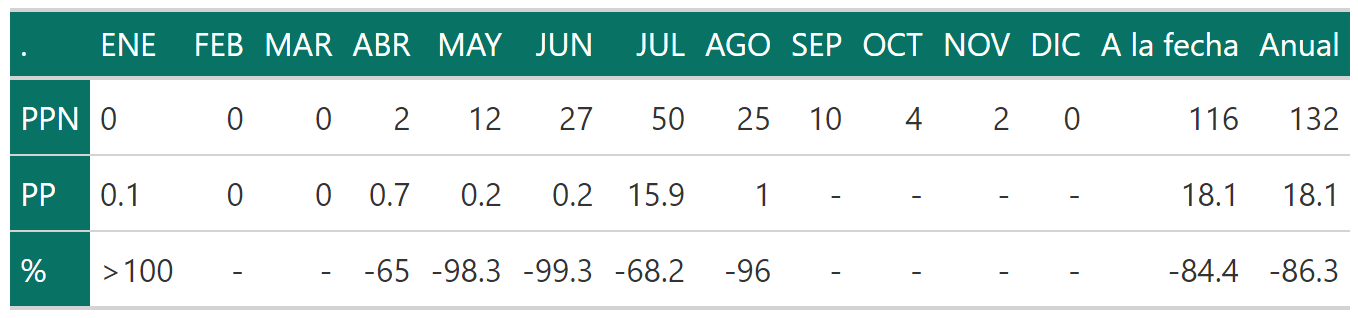 . ENE FEB MAR ABR MAY JUN JUL AGO SEP OCT NOV DIC A la fecha Anual
PPN 0 0 0 2 12 27 50 25 10 4 2 0 116 132
PP 0.1 0 0 0.7 0.2 0.2 15.9 1 - - - - 18.1 18.1
% >100 - - -65 -98.3 -99.3 -68.2 -96 - - - - -84.4 -86.3